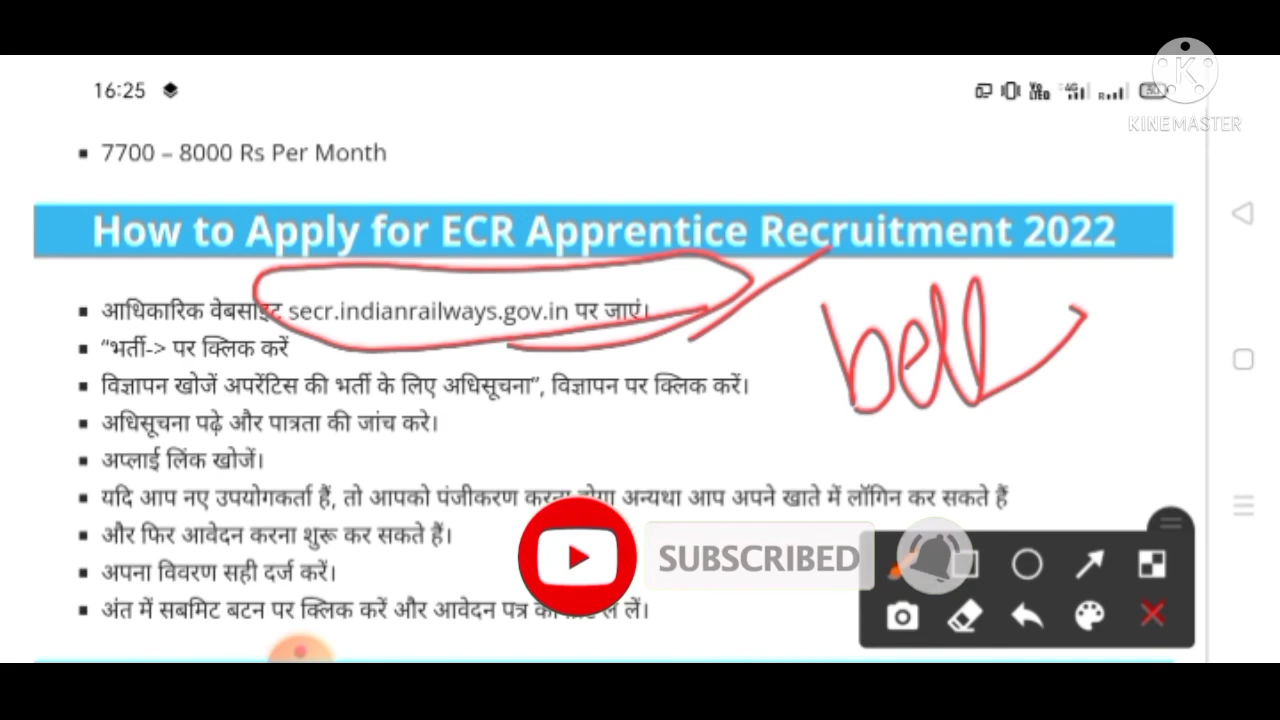 16:25
KINEMASTER
7700 – 8000 Rs Per Month
How to Apply for ECR Apprentice Recruitment 2022
आधिकारिक वेबसाइट secr.indianrailways.gov.in पर जाएं।
“भर्ती-> पर क्लिक करें
bell
विज्ञापन खोजें अपरेंटिस की भर्ती के लिए अधिसूचना”, विज्ञापन पर क्लिक करें।
अधिसूचना पढ़े और पात्रता की जांच करे।
अप्लाई लिंक खोजें।
यदि आप नए उपयोगकर्ता हैं, तो आपको पंजीकरण करना होगा अन्यथा आप अपने खाते में लॉगिन कर सकते हैं
और फिर आवेदन करना शुरू कर सकते हैं।
SUBSCRIBED
अपना विवरण सही दर्ज करें।
अंत में सबमिट बटन पर क्लिक करें और आवेदन पत्र लें।